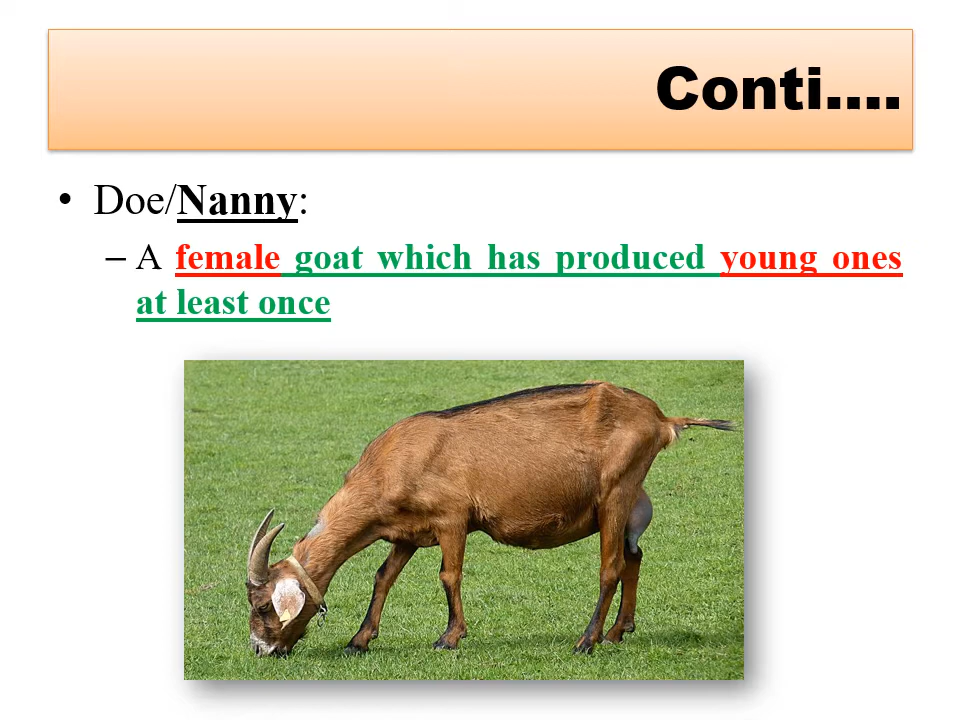 Conti....
• Doe/Nanny:
– A female goat which has produced young ones
at least once